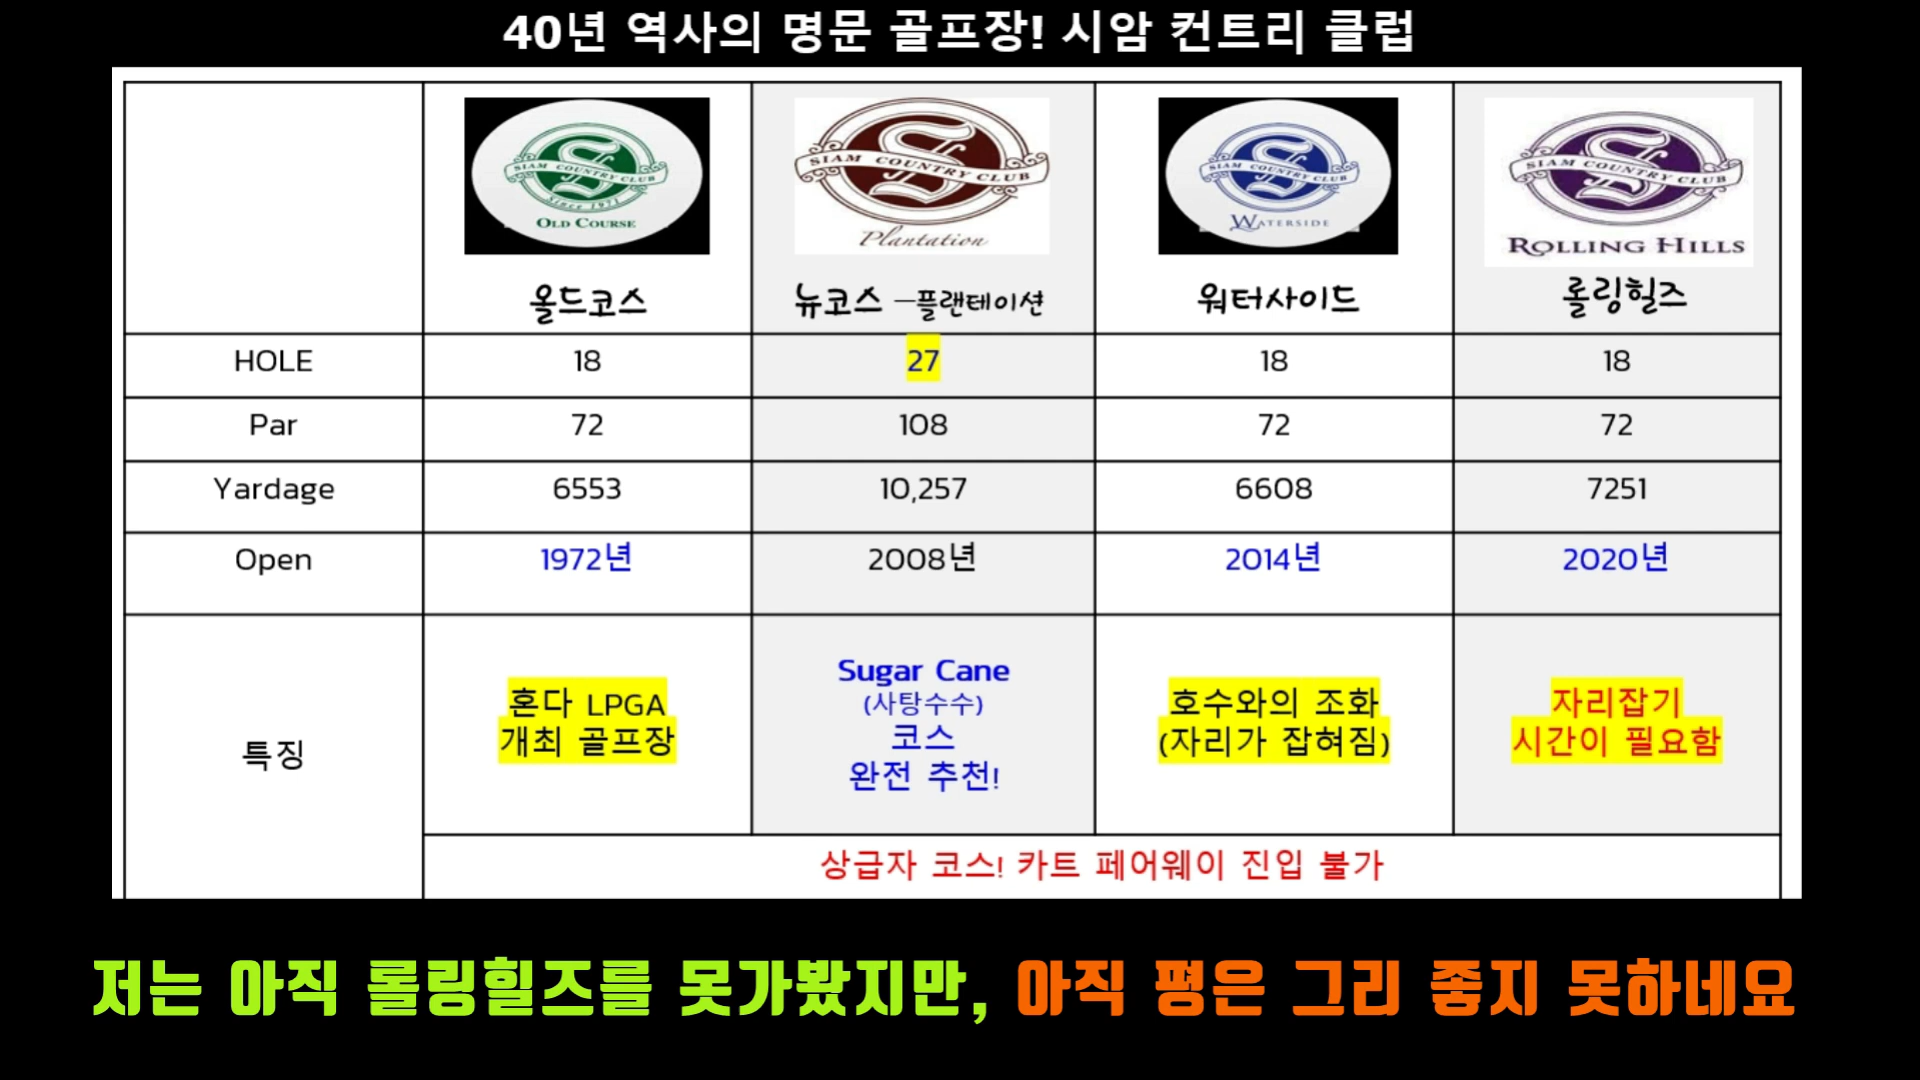 40년 역사의 명문 골프장! 시암 컨트리 클럽
SIAM COUNTRY CLUB
Since 1971
OLD COURSE
올드코스
SIAM COUNTRY CLUB
Plantation
뉴코스 –플랜테이션
SIAM COUNTRY CLUB
WATERSIDE
워터사이드
SIAM COUNTRY CLUB
ROLLING HILLS
롤링힐즈
HOLE 18 27 18 18
Par 72 108 72 72
Yardage 6553 10,257 6608 7251
Open 1972년 2008년 2014년 2020년
특징
혼다 LPGA
개최 골프장
Sugar Cane
(사탕수수)
코스
완전 추천!
호수와의 조화
(자리가 잡혀짐)
자리잡기
시간이 필요함
상급자 코스! 카트 페어웨이 진입 불가
저는 아직 롤링힐즈를 못가봤지만, 아직 평은 그리 좋지 못하네요